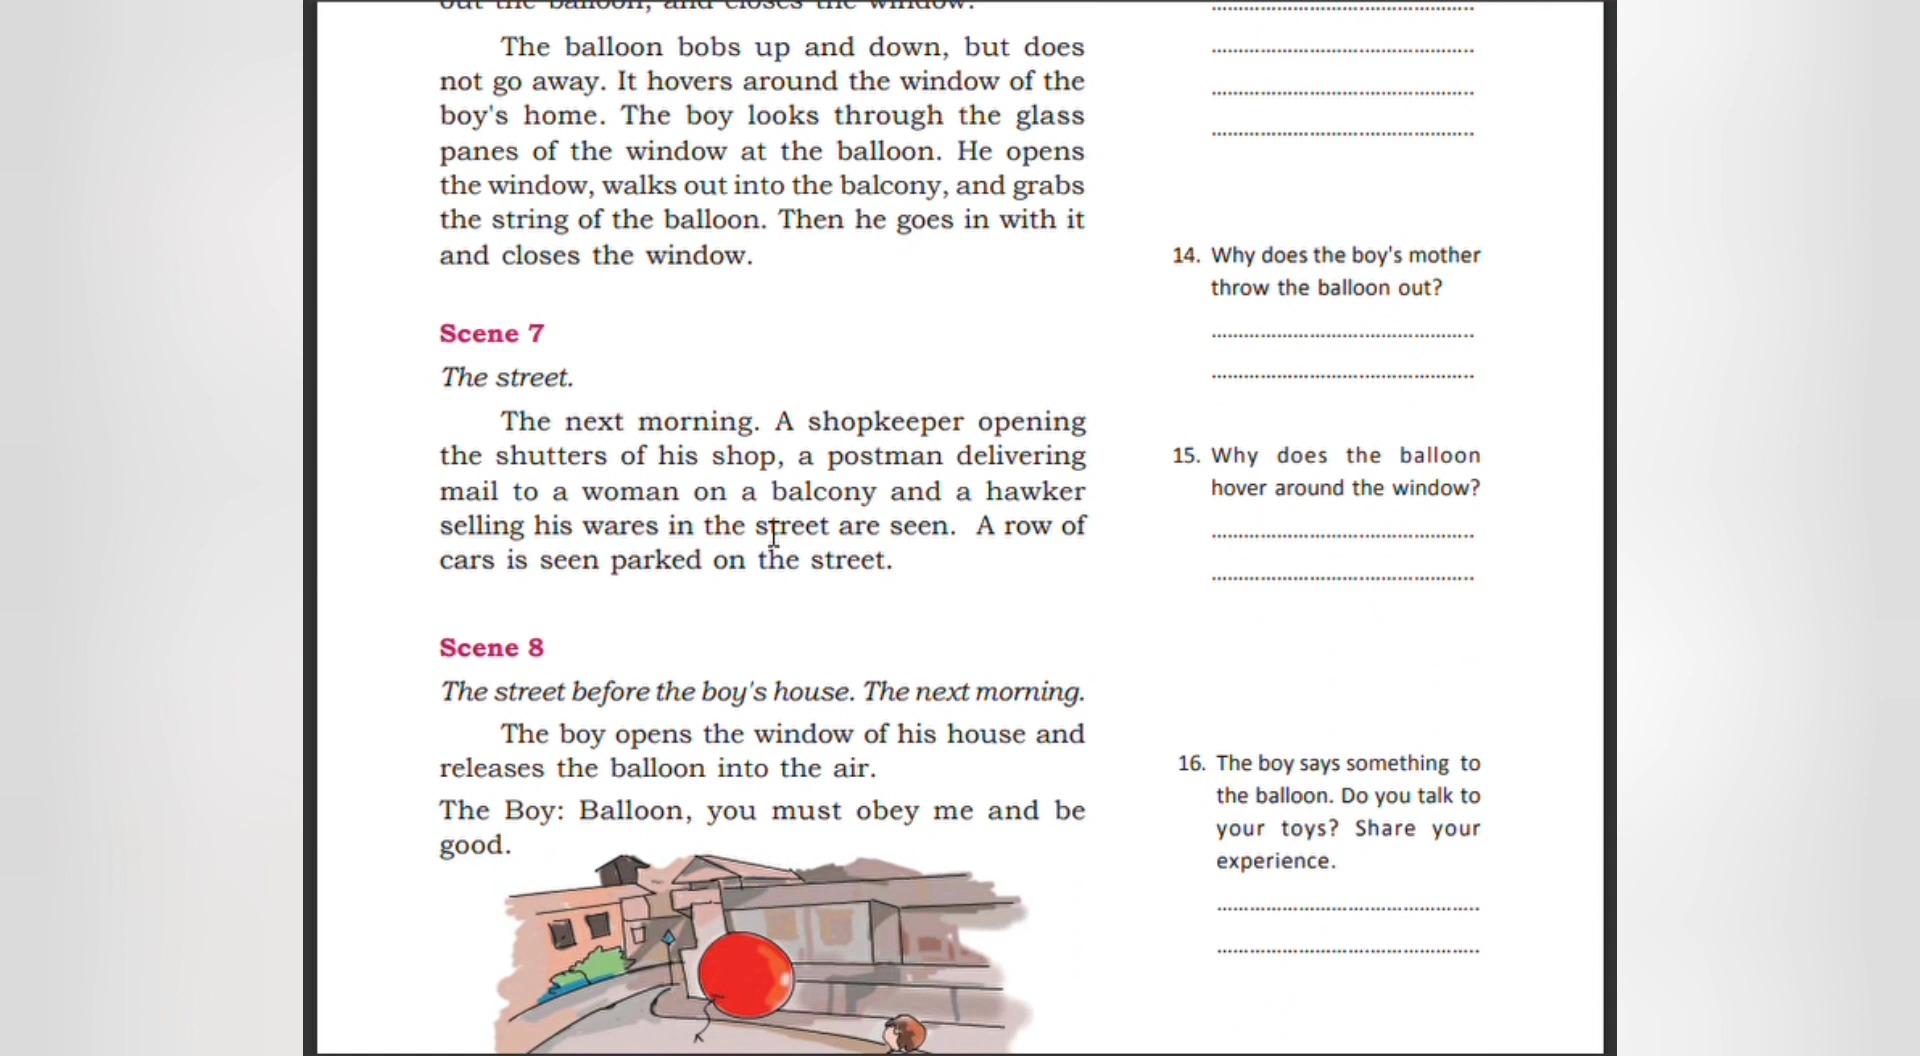 out the balloon, and closes the window.
The balloon bobs up and down, but does
not go away. It hovers around the window of the
boy's home. The boy looks through the glass
panes of the window at the balloon. He opens
the window, walks out into the balcony, and grabs
the string of the balloon. Then he goes in with it
and closes the window.
Scene 7
The street.
The next morning. A shopkeeper opening
the shutters of his shop, a postman delivering
mail to a woman on a balcony and a hawker
selling his wares in the street are seen. A row of
cars is seen parked on the street.
Scene 8
The street before the boy's house. The next morning.
The boy opens the window of his house and
releases the balloon into the air.
The Boy: Balloon, you must obey me and be
good.
14. Why does the boy's mother
throw the balloon out?
15. Why does the balloon
hover around the window?
16. The boy says something to
the balloon. Do you talk to
your toys? Share your
experience.